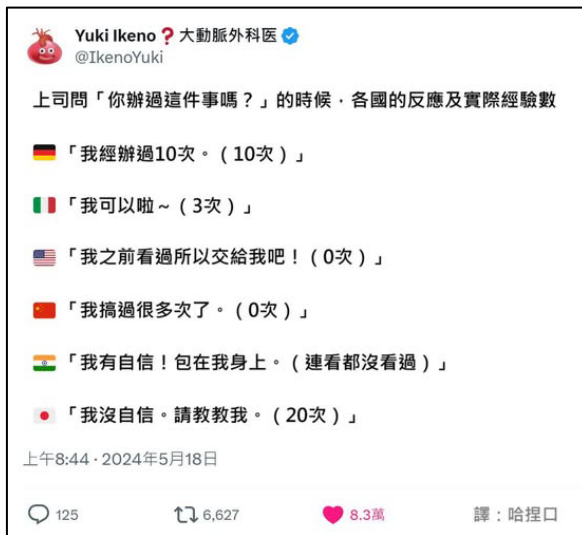 Yuki Ikeno❓大動脈外科医
@IkenoYuki
上司問「你辦過這件事嗎？」的時候，各國的反應及實際經驗數
「我經辦過10次。（10次）」
「我可以啦～（3次）」
「我之前看過所以交給我吧！（0次）」
「我搞過很多次了。（0次）」
「我有自信！包在我身上。（連看都沒看過）」
「我沒自信。請教教我。（20次）」
上午8:44 · 2024年5月18日
125 6,627 8.3萬 譯：哈捏口